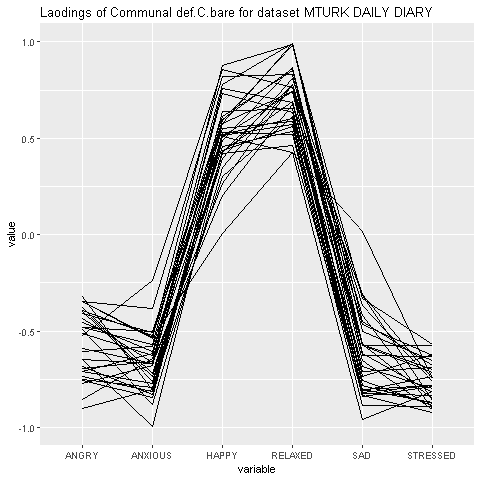 Laodings of Communal def.C.bare for dataset MTURK DAILY DIARY
1.0
0.5
0.0
-0.5
-1.0
value
ANGRY ANXIOUS HAPPY RELAXED SAD STRESSED
variable